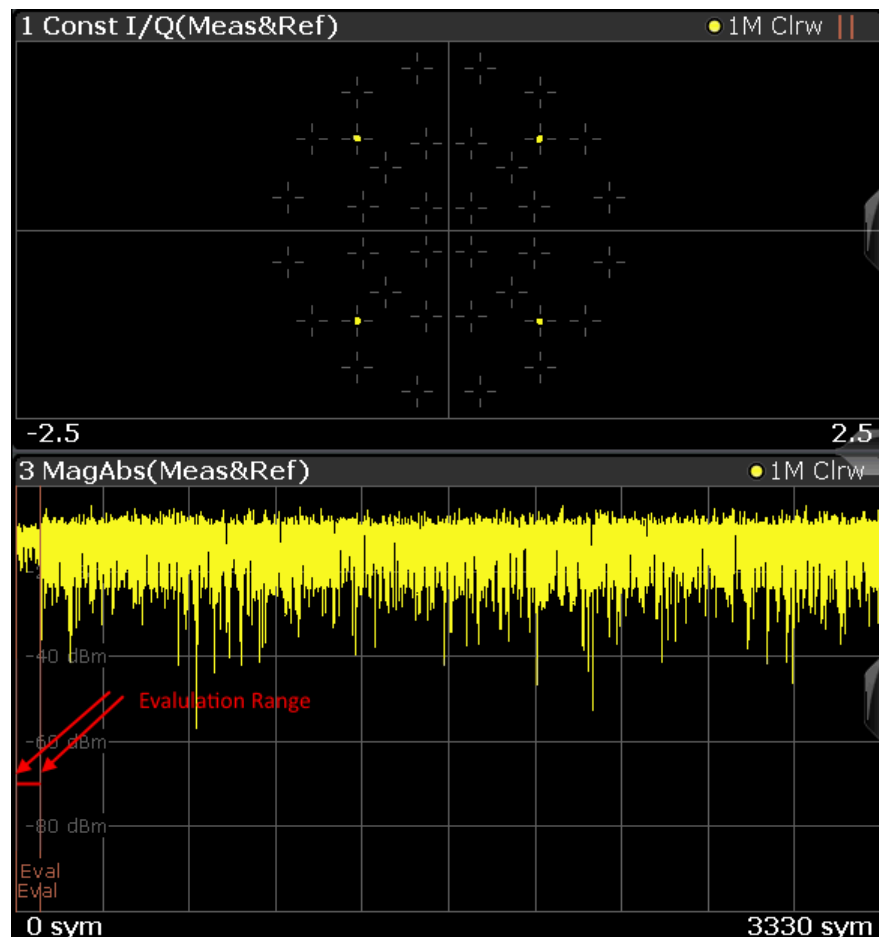 1 Const I/Q(Meas&Ref)
1M Clrw
-2.5
2.5
3 MagAbs(Meas&Ref)
1M Clrw
-40 dBm
Evalulation Range
-60 dBm
-80 dBm
Eval
Eval
0 sym
3330 sym